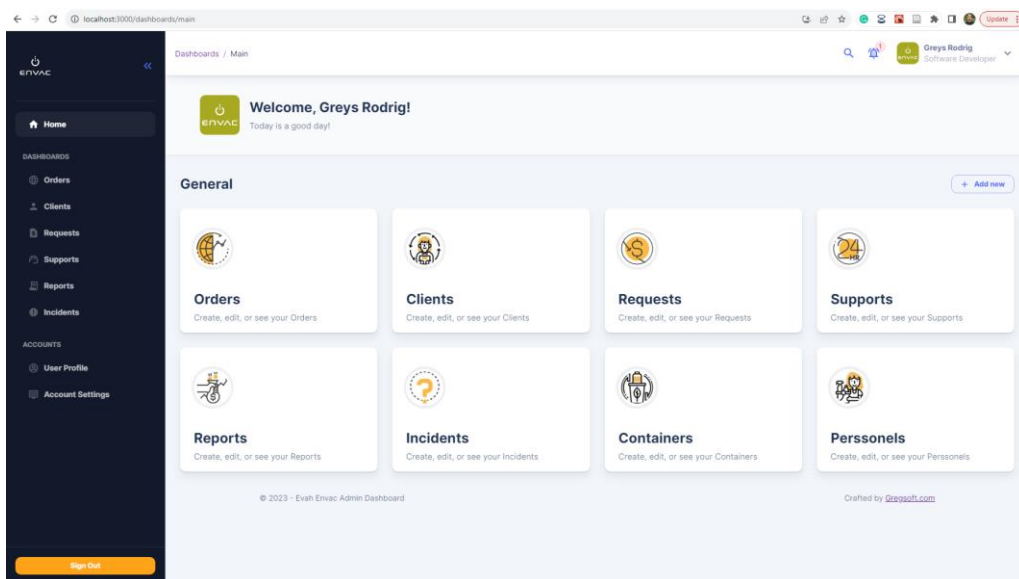 localhost:3000/dashboards/main
Update
ENVAC
Dashboards / Main
1
ENVAC
Greys Rodrig
Software Developer
ENVAC
Welcome, Greys Rodrig!
Today is a good day!
Home
DASHBOARDS
Orders
Clients
Requests
Supports
Reports
Incidents
ACCOUNTS
User Profile
Account Settings
Sign Out
General
+ Add new
24
HR
Orders
Create, edit, or see your Orders
Clients
Create, edit, or see your Clients
Requests
Create, edit, or see your Requests
Supports
Create, edit, or see your Supports
Reports
Create, edit, or see your Reports
Incidents
Create, edit, or see your Incidents
Containers
Create, edit, or see your Containers
Perssonels
Create, edit, or see your Perssonels
© 2023 - Evah Envac Admin Dashboard
Crafted by Gregsoft.com